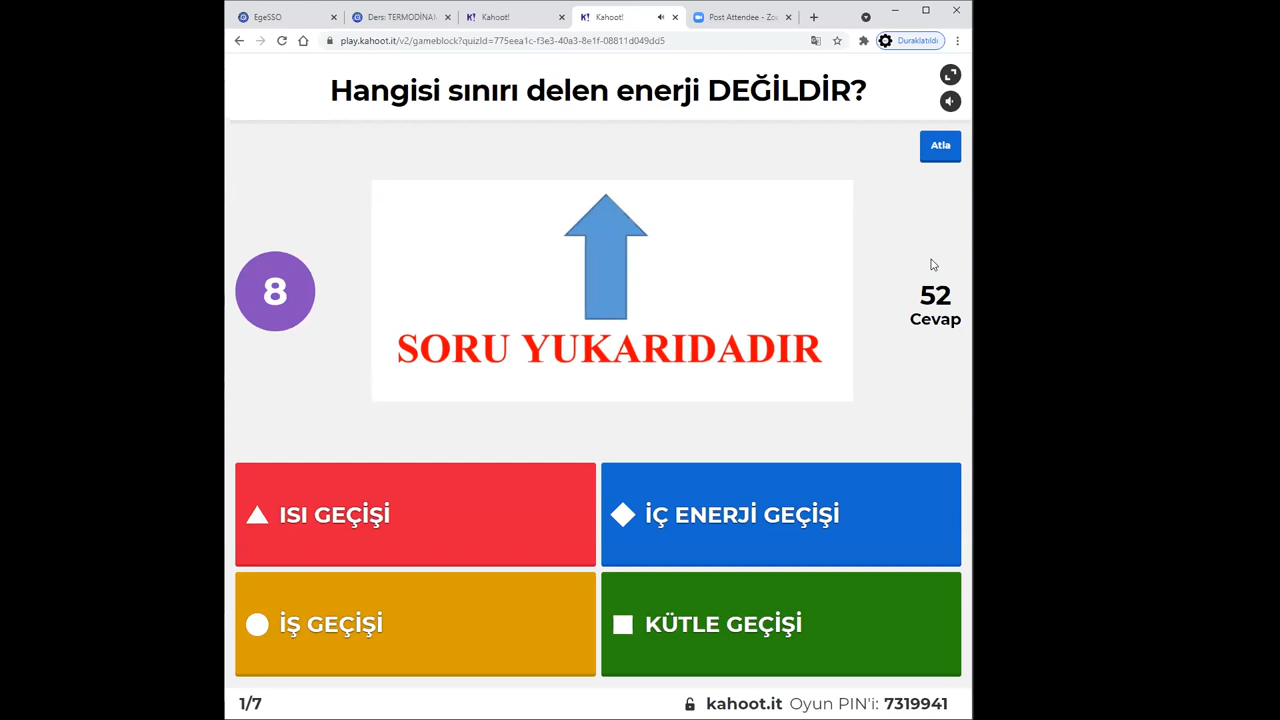 EgeSSO
Ders: TERMODİNAM
Kahoot!
Kahoot!
Post Attendee - Zoo
play.kahoot.it/v2/gameblock?quizId=775eea1c-f3e3-40a3-8e1f-08811d049dd5
Duraklatıldı
Hangisi sınırı delen enerji DEĞİLDİR?
Atla
8
SORU YUKARIDADIR
52
Cevap
ISI GEÇİŞİ
İÇ ENERJİ GEÇİŞİ
İŞ GEÇİŞİ
KÜTLE GEÇİŞİ
1/7
kahoot.it Oyun PIN'i: 7319941